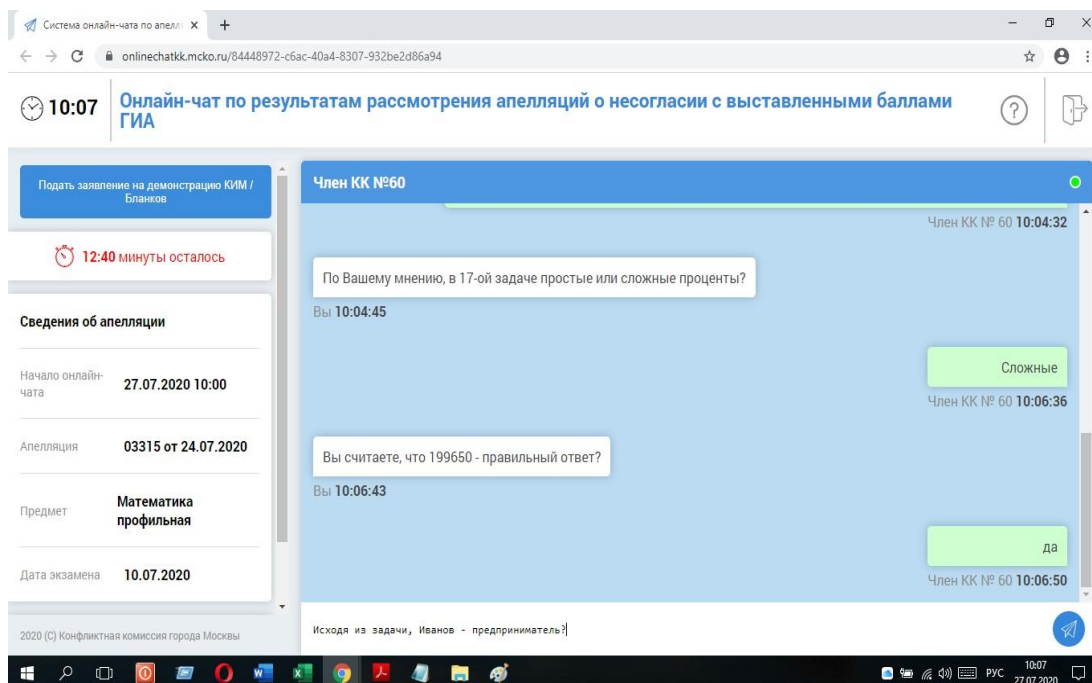 Система онлайн-чата по апелл
onlinechatkk.mcko.ru/84448972-c6ac-40a4-8307-932be2d86a94
10:07
Онлайн-чат по результатам рассмотрения апелляций о несогласии с выставленными баллами
ГИА
?
Подать заявление на демонстрацию КИМ /
Бланков
12:40 минуты осталось
Сведения об апелляции
Начало онлайн-
чата
27.07.2020 10:00
Апелляция
03315 от 24.07.2020
Предмет
Математика
профильная
Дата экзамена
10.07.2020
2020 (C) Конфликтная комиссия города Москвы
Член КК №60
Член КК № 60 10:04:32
По Вашему мнению, в 17-ой задаче простые или сложные проценты?
Вы 10:04:45
Сложные
Член КК № 60 10:06:36
Вы считаете, что 199650 - правильный ответ?
Вы 10:06:43
да
Член КК № 60 10:06:50
Исходя из задачи, Иванов - предприниматель?
РУС
10:07
27.07.2020